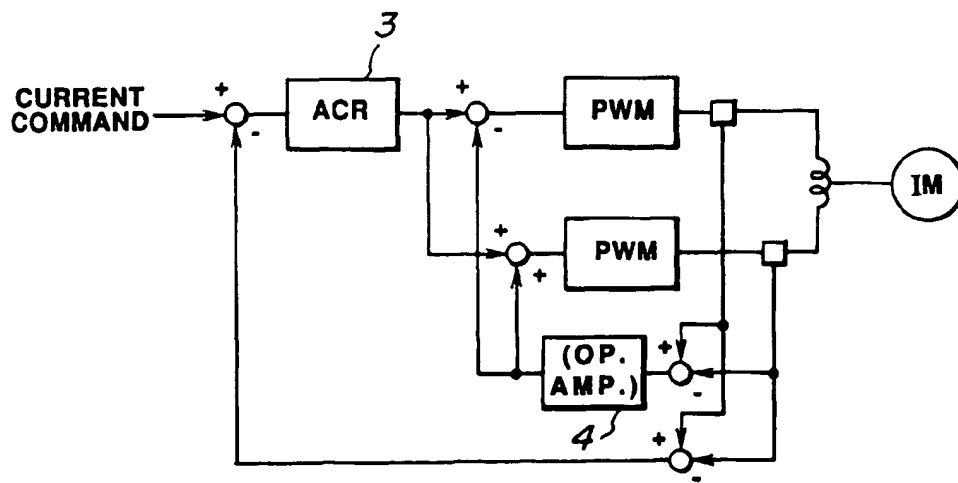 3
CURRENT
COMMAND
+
-
ACR
+
-
PWM
IM
+
+
PWM
(OP.
AMP.)
+
-
4
+
-